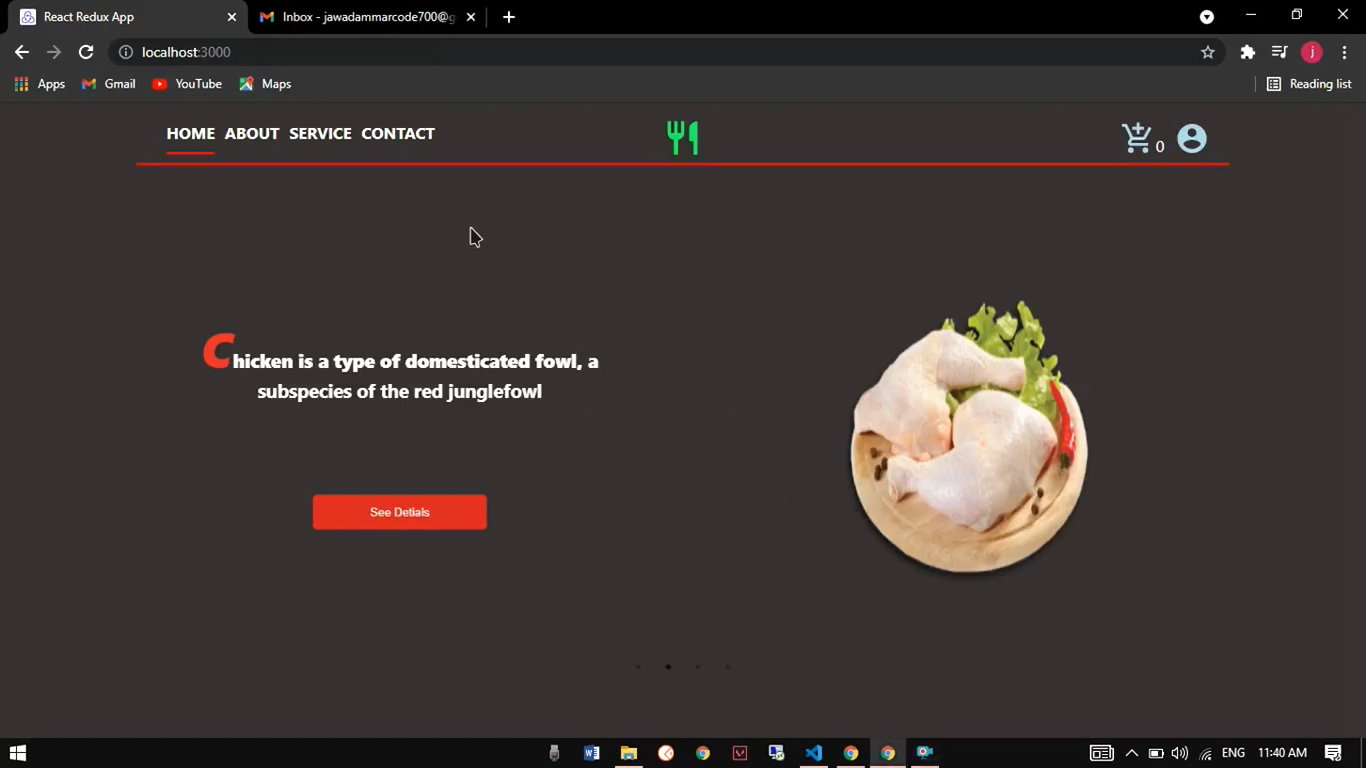 React Redux App
Inbox - jawadammarcode700@g
localhost:3000
j
Apps
Gmail
YouTube
Maps
Reading list
HOME ABOUT SERVICE CONTACT
0
Chicken is a type of domesticated fowl, a
subspecies of the red junglefowl
See Detials
ENG
11:40 AM